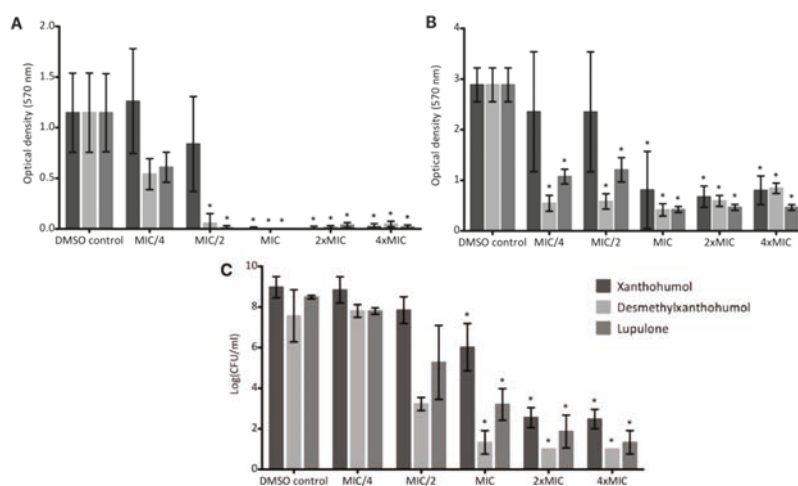 A
Optical density (570 nm)
2.0
1.5
1.0
0.5
0.0
* * * * * * * * * * *
DMSO control MIC/4 MIC/2 MIC 2xMIC 4xMIC
B
Optical density (570 nm)
4
3
2
1
0
* * * * * * * * * * * * *
DMSO control MIC/4 MIC/2 MIC 2xMIC 4xMIC
C
Log(CFU/ml)
10
8
6
4
2
0
* * * * * * * * *
DMSO control MIC/4 MIC/2 MIC 2xMIC 4xMIC
Xanthohumol
Desmethylxanthohumol
Lupulone